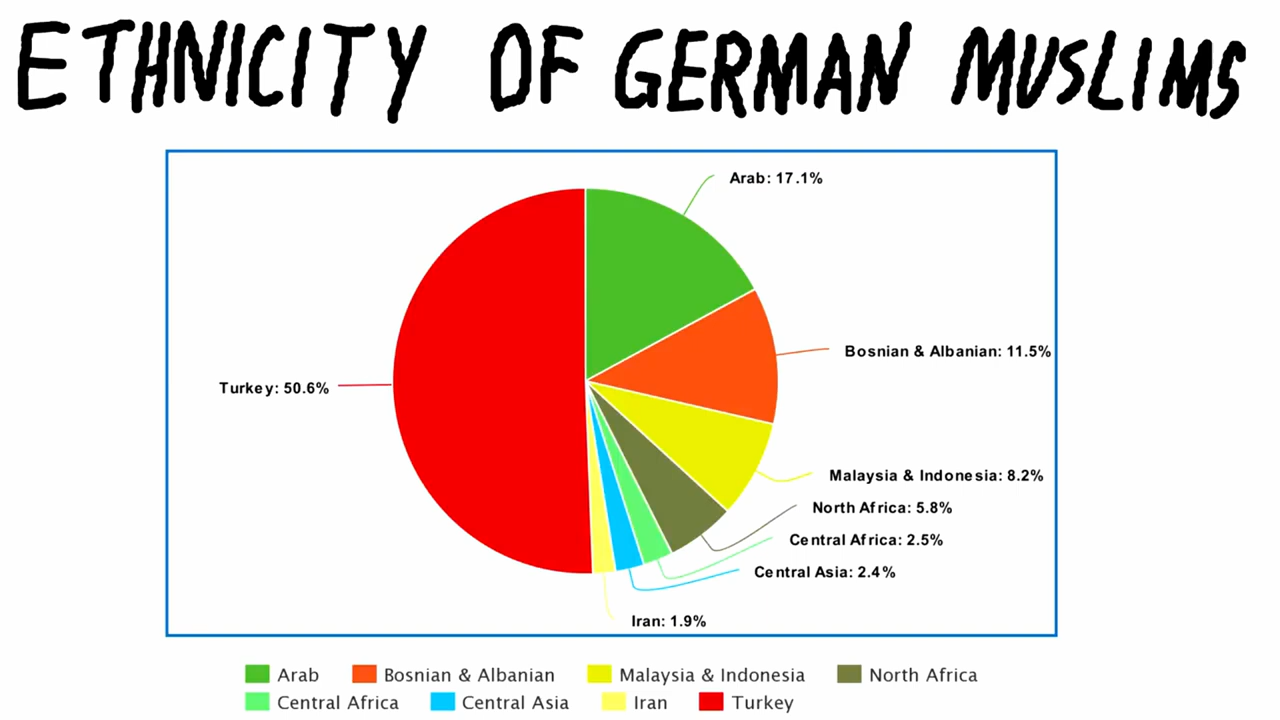 ETHNICITY OF GERMAN MUSLIMS
Arab: 17.1%
Bosnian & Albanian: 11.5%
Turkey: 50.6%
Malaysia & Indonesia: 8.2%
North Africa: 5.8%
Central Africa: 2.5%
Central Asia: 2.4%
Iran: 1.9%
Arab Bosnian & Albanian Malaysia & Indonesia North Africa
Central Africa Central Asia Iran Turkey